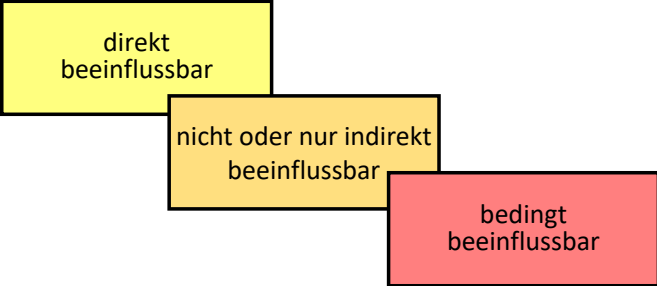 direkt
beeinflussbar
nicht oder nur indirekt
beeinflussbar
bedingt
beeinflussbar